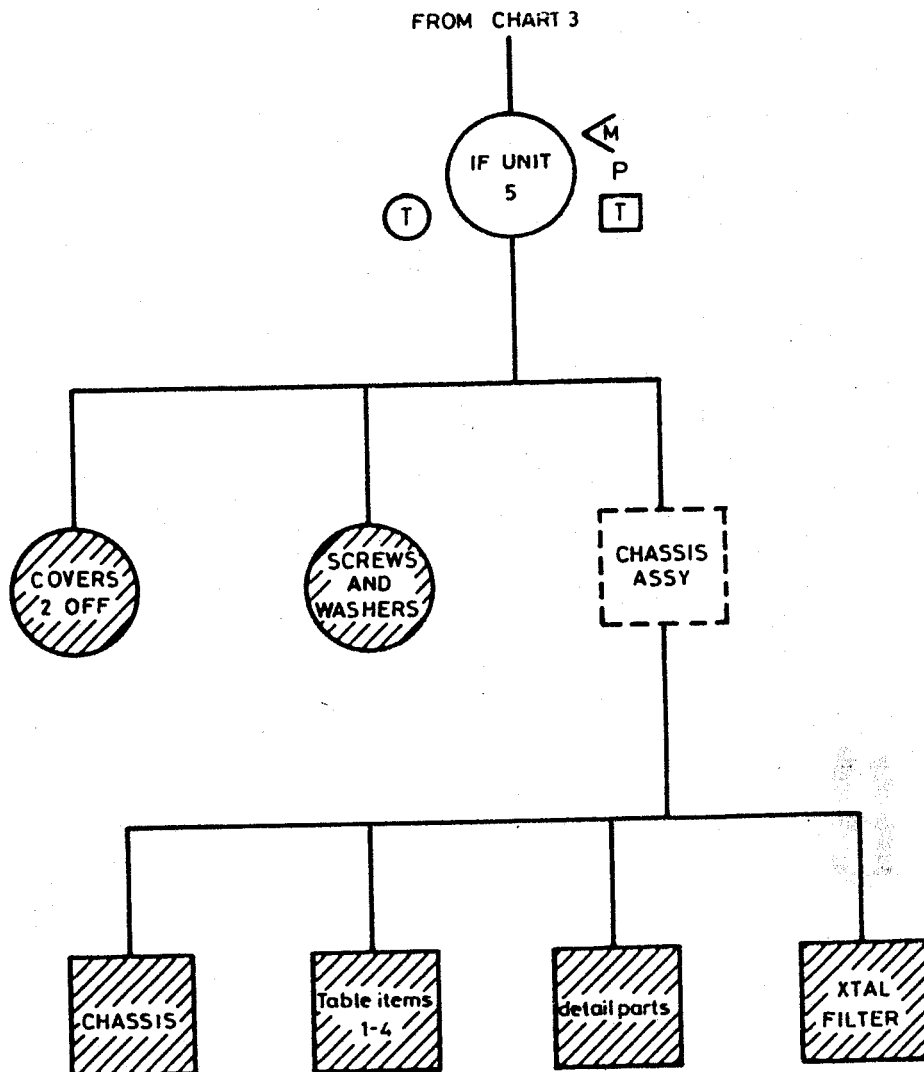 FROM CHART 3
IF UNIT
5
M
P
T
T
COVERS
2 OFF
SCREWS
AND
WASHERS
CHASSIS
ASSY
CHASSIS
Table items
1-4
detail parts
XTAL
FILTER